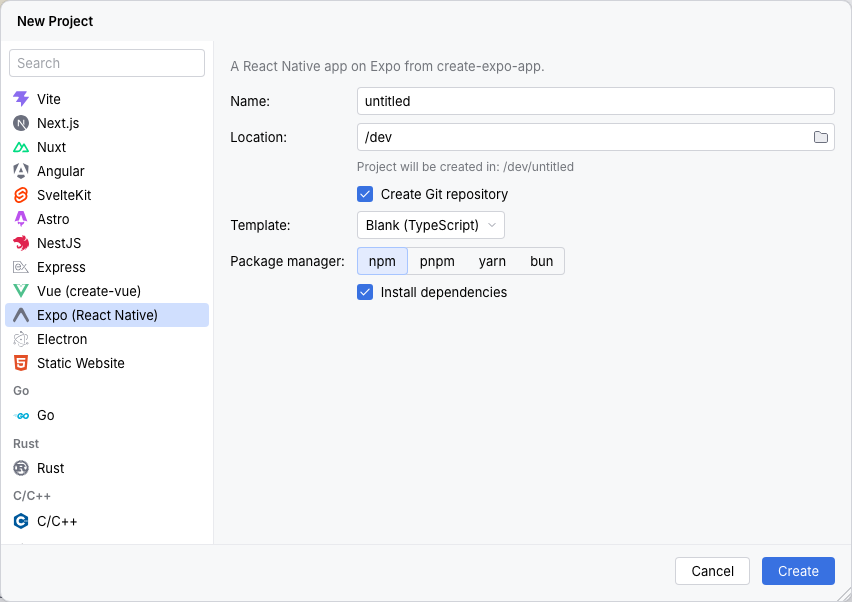 New Project
Search
Vite
Next.js
Nuxt
Angular
SvelteKit
Astro
NestJS
Express
Vue (create-vue)
Expo (React Native)
Electron
Static Website
Go
Go
Rust
Rust
C/C++
C/C++
A React Native app on Expo from create-expo-app.
Name: untitled
Location: /dev
Project will be created in: /dev/untitled
Create Git repository
Template: Blank (TypeScript)
Package manager: npm pnpm yarn bun
Install dependencies
Cancel Create